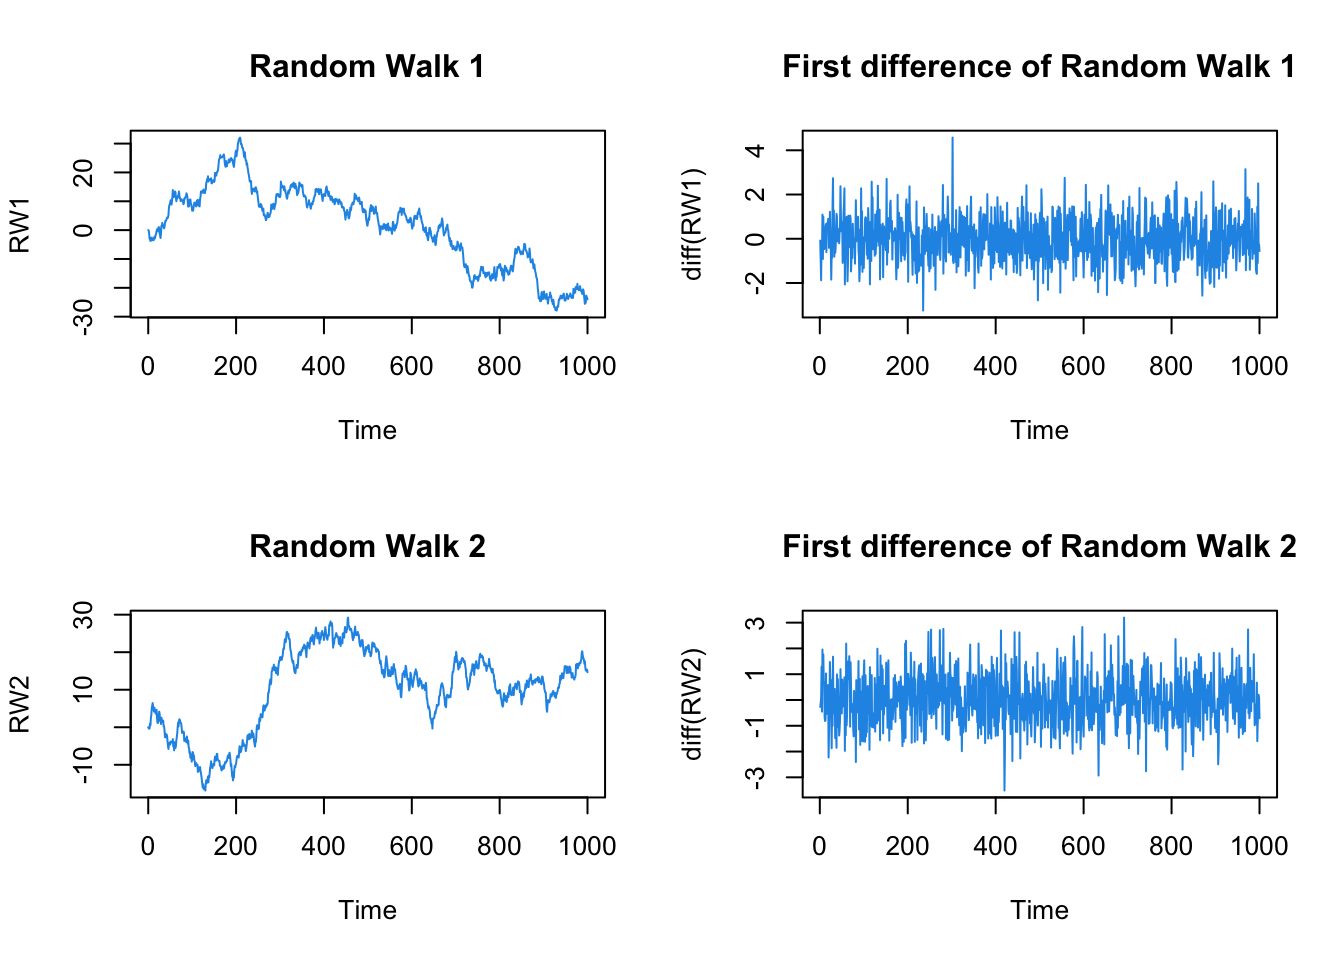 Random Walk 1
RW1
20
0
-30
0 200 400 600 800 1000
Time
First difference of Random Walk 1
diff(RW1)
4
2
0
-2
0 200 400 600 800 1000
Time
Random Walk 2
RW2
30
10
-10
0 200 400 600 800 1000
Time
First difference of Random Walk 2
diff(RW2)
3
1
-1
-3
0 200 400 600 800 1000
Time